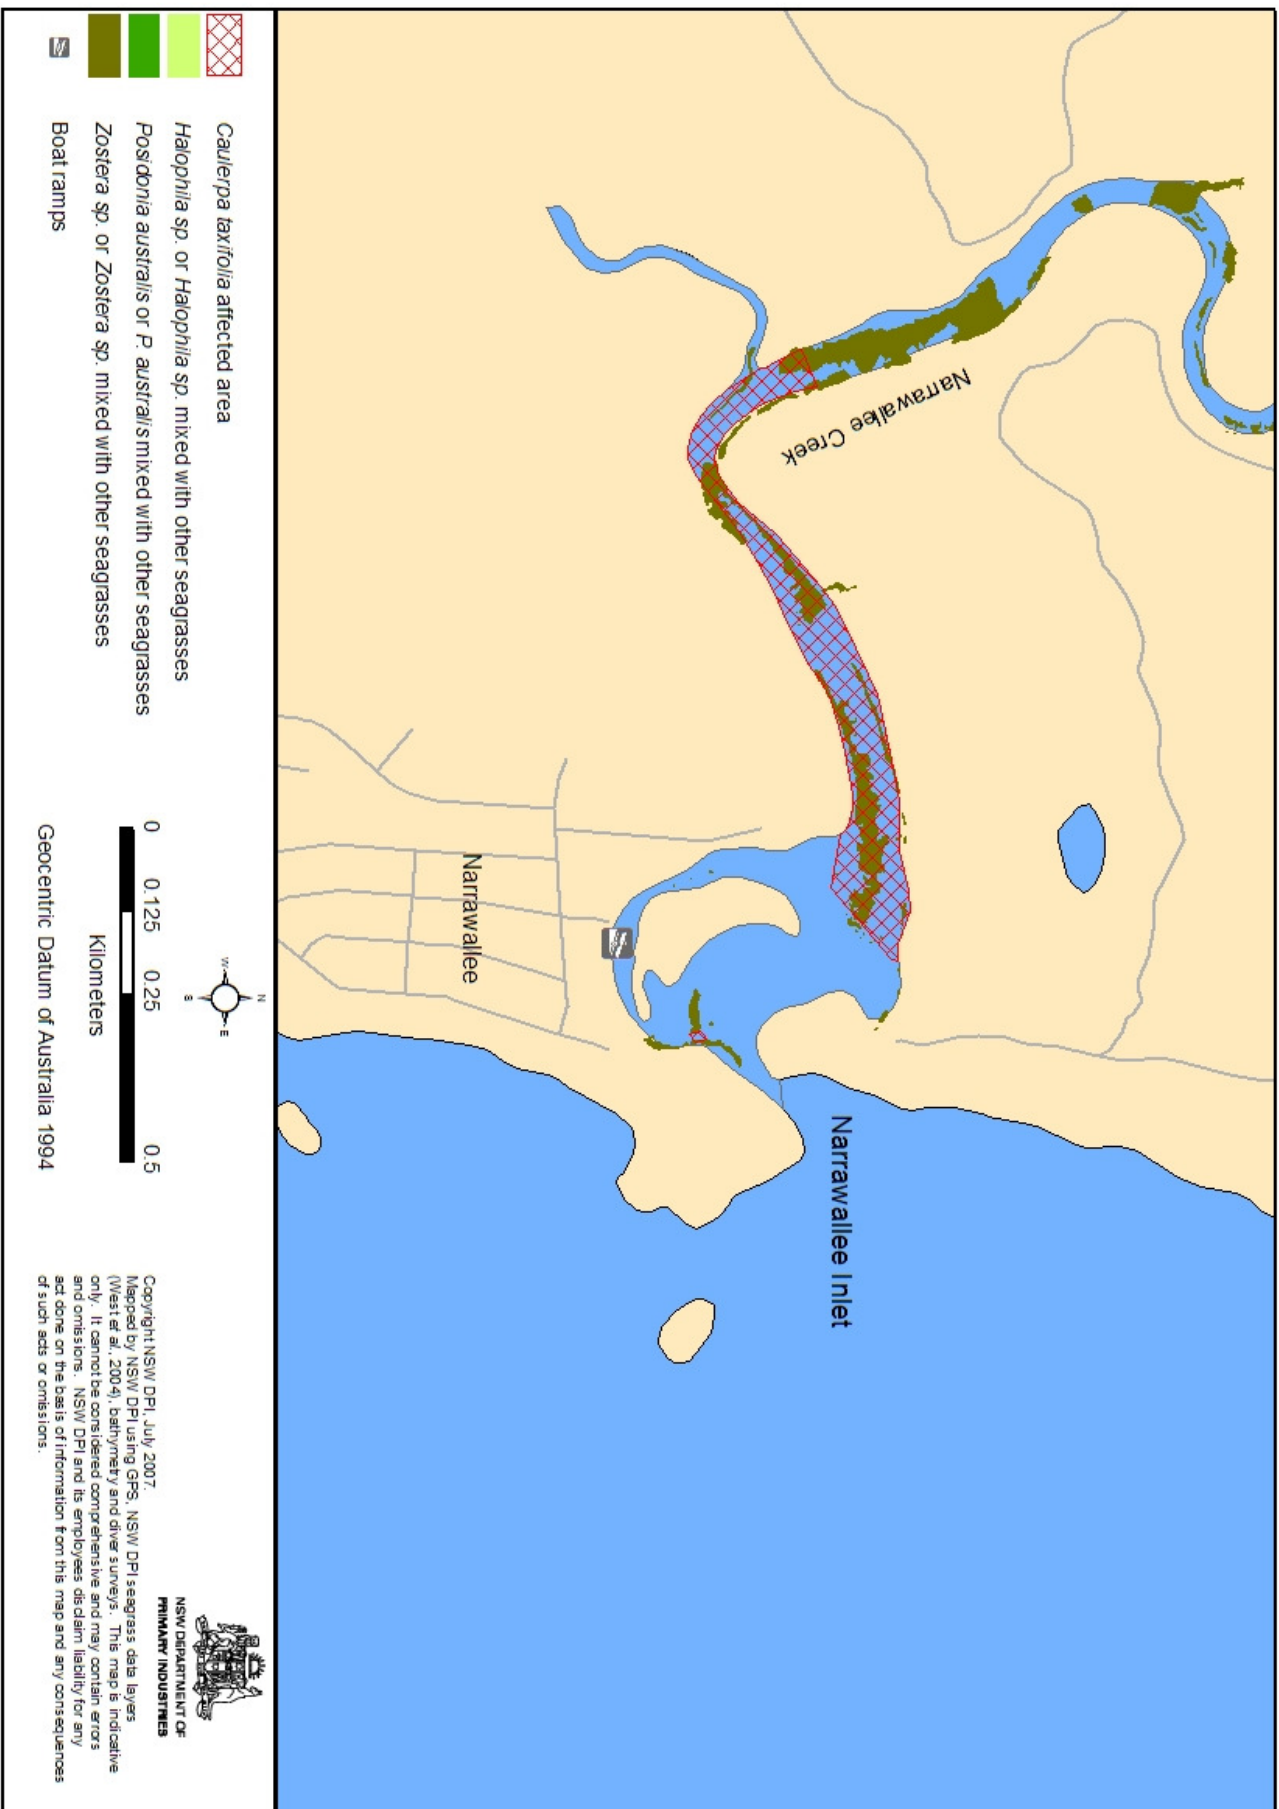 Narrawallee Creek
Narrawallee Inlet
Narrawallee
Caulerpa taxifolia affected area
Halophila sp. or Halophila sp. mixed with other seagrasses
Posidonia australis or P. australis mixed with other seagrasses
Zostera sp. or Zostera sp. mixed with other seagrasses
Boat ramps
N
W
E
S
0 0.125 0.25 0.5
Kilometers
Geocentric Datum of Australia 1994
NSW DEPARTMENT OF
PRIMARY INDUSTRIES
Copyright NSW DPI, July 2007.
Mapped by NSW DPI using GPS, NSW DPI seagrass data layers
(West et al., 2004), bathymetry and diver surveys. This map is indicative
only. It cannot be considered comprehensive and may contain errors
and omissions. NSW DPI and its employees disclaim liability for any
act done on the basis of information from this map and any consequences
of such acts or omissions.